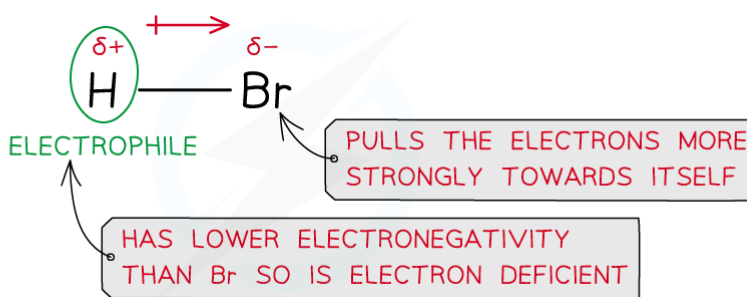 δ+ δ−
H Br
ELECTROPHILE
PULLS THE ELECTRONS MORE
STRONGLY TOWARDS ITSELF
HAS LOWER ELECTRONEGATIVITY
THAN Br SO IS ELECTRON DEFICIENT